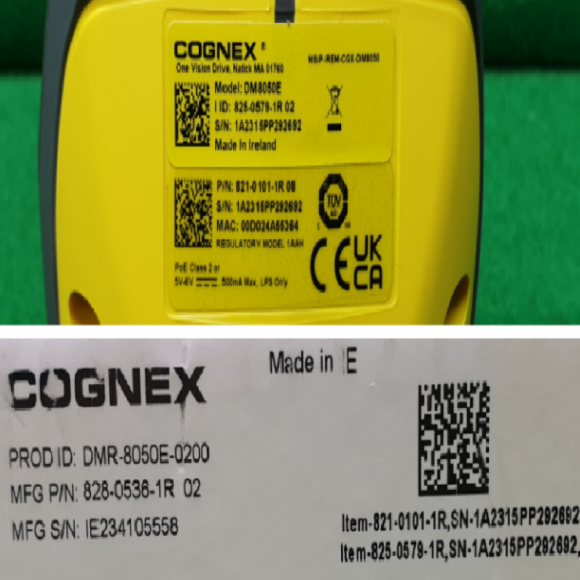 COGNEX®
One Vision Drive, Natick MA 01760
MSIP-REM-CGX-DM8050
Model: DM8050E
I ID: 825-0579-1R 02
S/N: 1A2315PP292692
Made In Ireland
P/N: 821-0101-1R 08
S/N: 1A2315PP292692
MAC: 00D024A55364
REGULATORY MODEL 1AAH
TÜV
PoE Class 2 or
5V-6V 500mA Max, LPS Only
CE UK
CA
Made in IE
COGNEX
PROD ID: DMR-8050E-0200
MFG P/N: 828-0536-1R 02
MFG S/N: IE234105558
Item-821-0101-1R,SN-1A2315PP292692
Item-825-0579-1R,SN-1A2315PP292692,